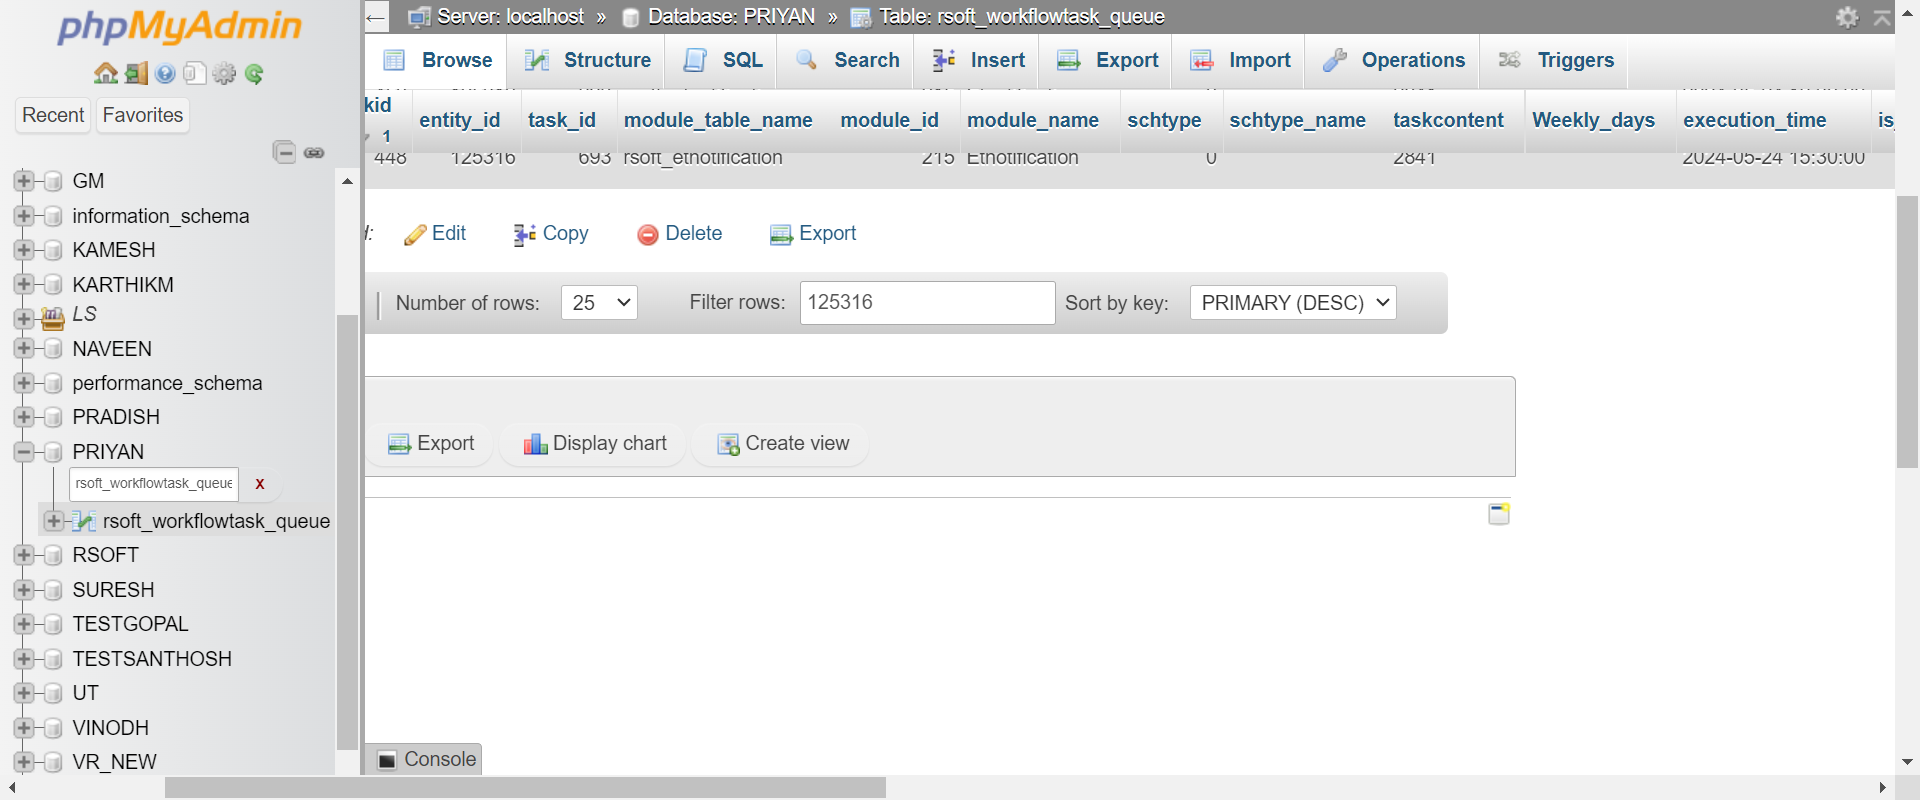 phpMyAdmin
Recent
Favorites
GM
information_schema
KAMESH
KARTHIKM
LS
NAVEEN
performance_schema
PRADISH
PRIYAN
rsoft_workflowtask_queue
x
rsoft_workflowtask_queue
RSOFT
SURESH
TESTGOPAL
TESTSANTHOSH
UT
VINODH
VR_NEW
← Server: localhost » Database: PRIYAN » Table: rsoft_workflowtask_queue
Browse Structure SQL Search Insert Export Import Operations Triggers
kid 1 entity_id task_id module_table_name module_id module_name schtype schtype_name taskcontent Weekly_days execution_time is_
448 125316 693 rsoft_etnotification 215 Etnotification 0 2841 2024-05-24 15:30:00
d: Edit Copy Delete Export
Number of rows: 25 Filter rows: 125316 Sort by key: PRIMARY (DESC)
Export Display chart Create view
Console